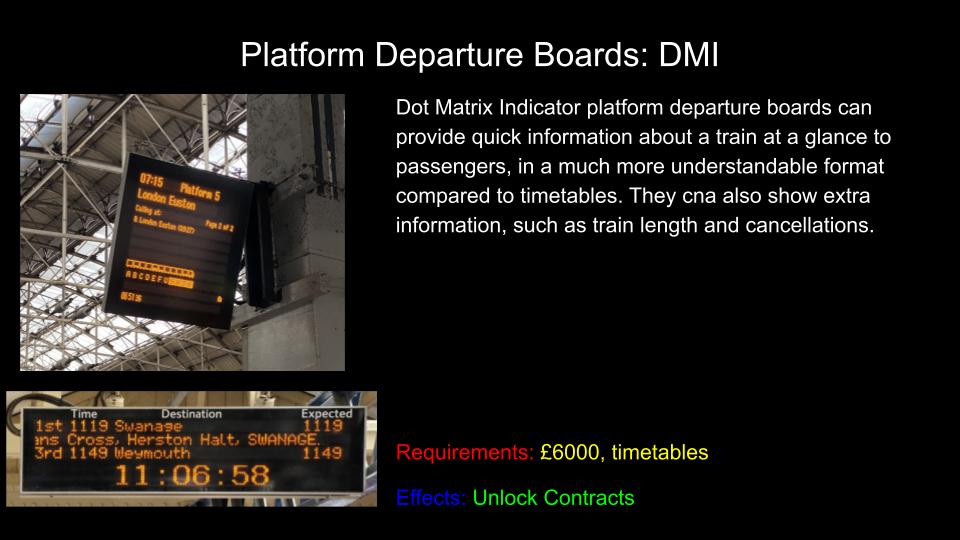 Platform Departure Boards: DMI
Dot Matrix Indicator platform departure boards can
provide quick information about a train at a glance to
passengers, in a much more understandable format
compared to timetables. They cna also show extra
information, such as train length and cancellations.
07:15 Platform 5
London Euston
Calling at:
Page 2 of 2
& London Euston (0927)
A B C D E F U
06:51:36
Time Destination Expected
1st 1119 Swanage 1119
ans Cross, Herston Halt, SWANAGE.
3rd 1149 Weymouth 1149
11:06:58
Requirements: £6000, timetables
Effects: Unlock Contracts